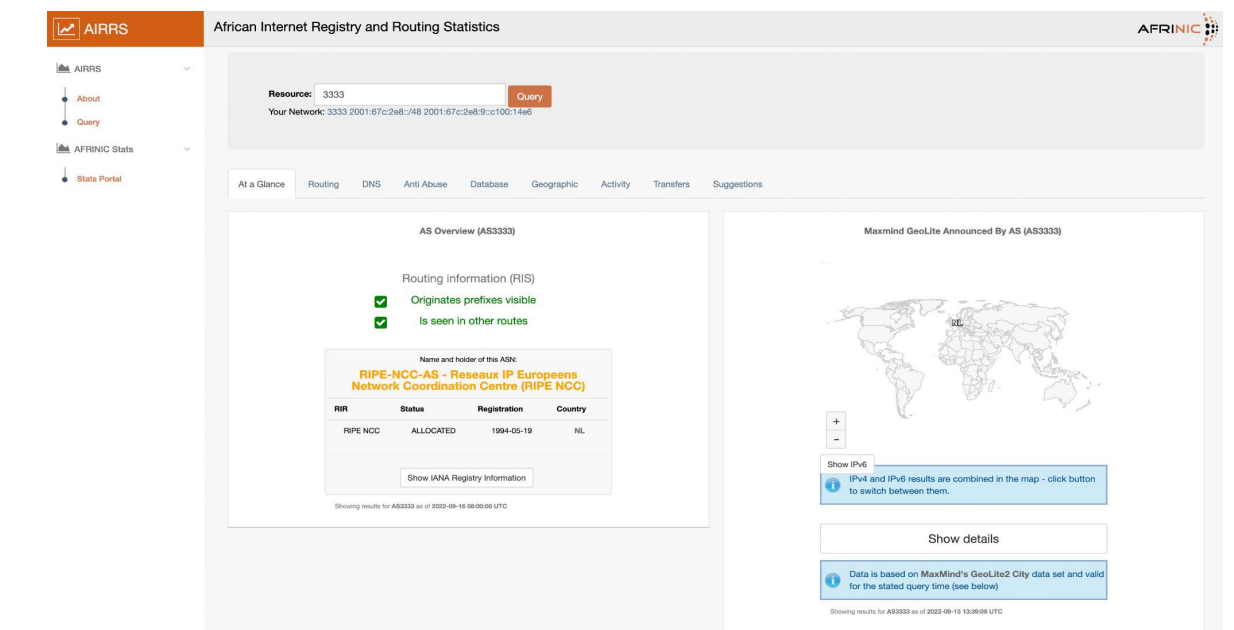 AIRRS
African Internet Registry and Routing Statistics
AFRINIC
AIRRS
About
Query
AFRINIC Stats
Stats Portal
Resource: 3333 Query
Your Network: 3333 2001:67c:2e8::/48 2001:67c:2e8:9::c100:14e6
At a Glance Routing DNS Anti Abuse Database Geographic Activity Transfers Suggestions
AS Overview (AS3333)
Routing information (RIS)
Originates prefixes visible
Is seen in other routes
Name and holder of this ASN:
RIPE-NCC-AS - Reseaux IP Europeens
Network Coordination Centre (RIPE NCC)
RIR Status Registration Country
RIPE NCC ALLOCATED 1994-05-19 NL
Show IANA Registry Information
Showing results for AS3333 as of 2022-09-16 08:00:00 UTC
Maxmind GeoLite Announced By AS (AS3333)
NL
+
−
Show IPv6
IPv4 and IPv6 results are combined in the map - click button
to switch between them.
Show details
Data is based on MaxMind's GeoLite2 City data set and valid
for the stated query time (see below)
Showing results for AS3333 as of 2022-09-15 13:39:09 UTC